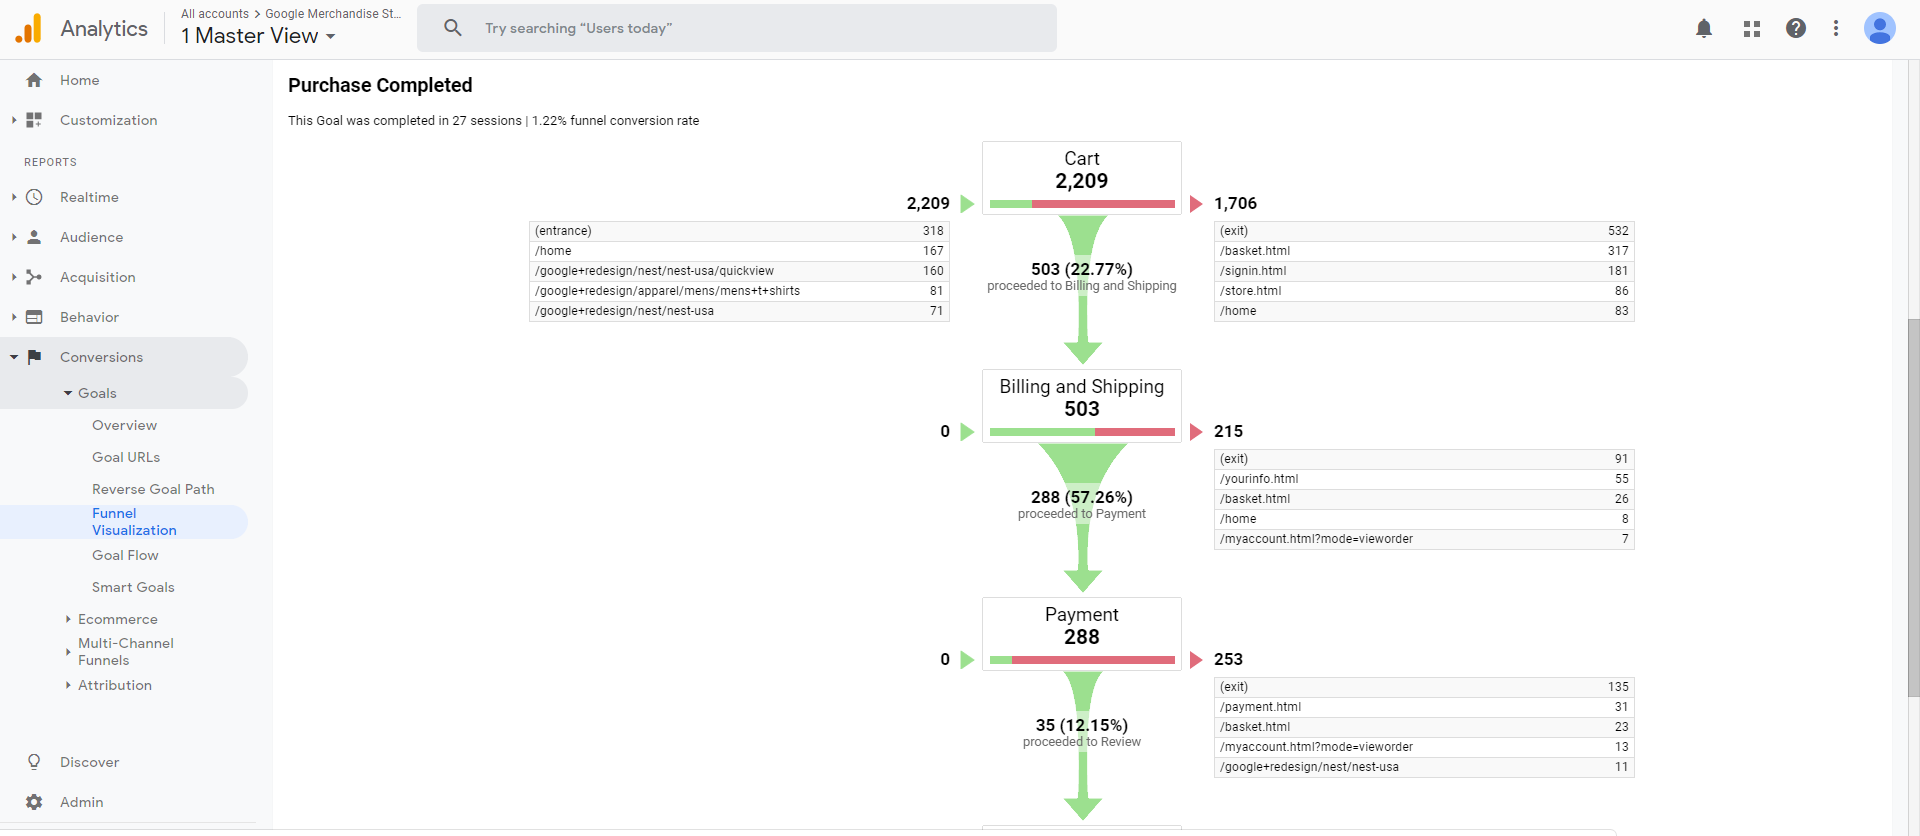 Analytics
All accounts > Google Merchandise St...
1 Master View
Try searching “Users today”
Home
Customization
REPORTS
Realtime
Audience
Acquisition
Behavior
Conversions
Goals
Overview
Goal URLs
Reverse Goal Path
Funnel
Visualization
Goal Flow
Smart Goals
Ecommerce
Multi-Channel
Funnels
Attribution
Discover
Admin
Purchase Completed
This Goal was completed in 27 sessions | 1.22% funnel conversion rate
Cart
2,209
2,209
(entrance) 318
/home 167
/google+redesign/nest/nest-usa/quickview 160
/google+redesign/apparel/mens/mens+t+shirts 81
/google+redesign/nest/nest-usa 71
1,706
(exit) 532
/basket.html 317
/signin.html 181
/store.html 86
/home 83
503 (22.77%)
proceeded to Billing and Shipping
Billing and Shipping
503
0
215
(exit) 91
/yourinfo.html 55
/basket.html 26
/home 8
/myaccount.html?mode=vieworder 7
288 (57.26%)
proceeded to Payment
Payment
288
0
253
(exit) 135
/payment.html 31
/basket.html 23
/myaccount.html?mode=vieworder 13
/google+redesign/nest/nest-usa 11
35 (12.15%)
proceeded to Review